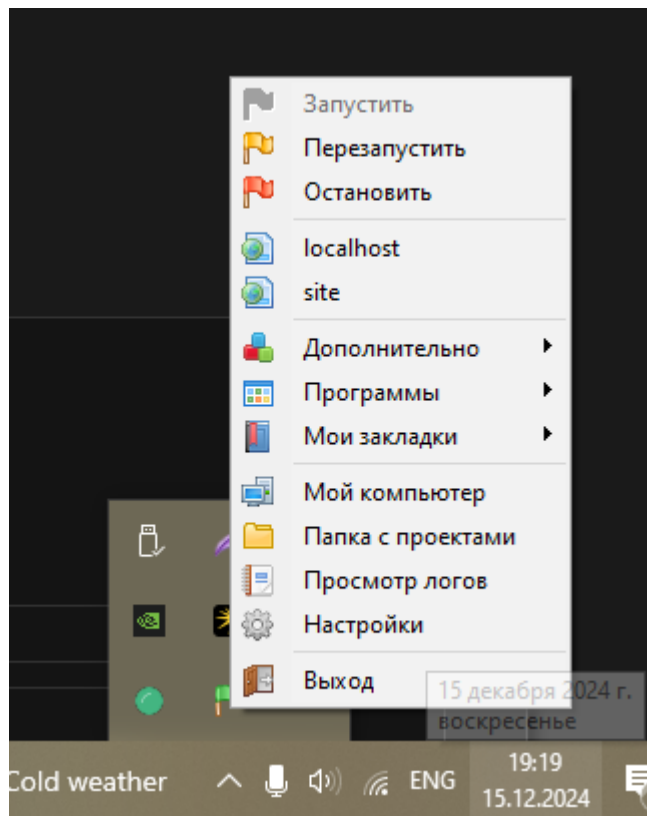 Запустить
Перезапустить
Остановить
localhost
site
Дополнительно
Программы
Мои закладки
Мой компьютер
Папка с проектами
Просмотр логов
Настройки
Выход
15 декабря 2024 г.
воскресенье
Cold weather
ENG
19:19
15.12.2024